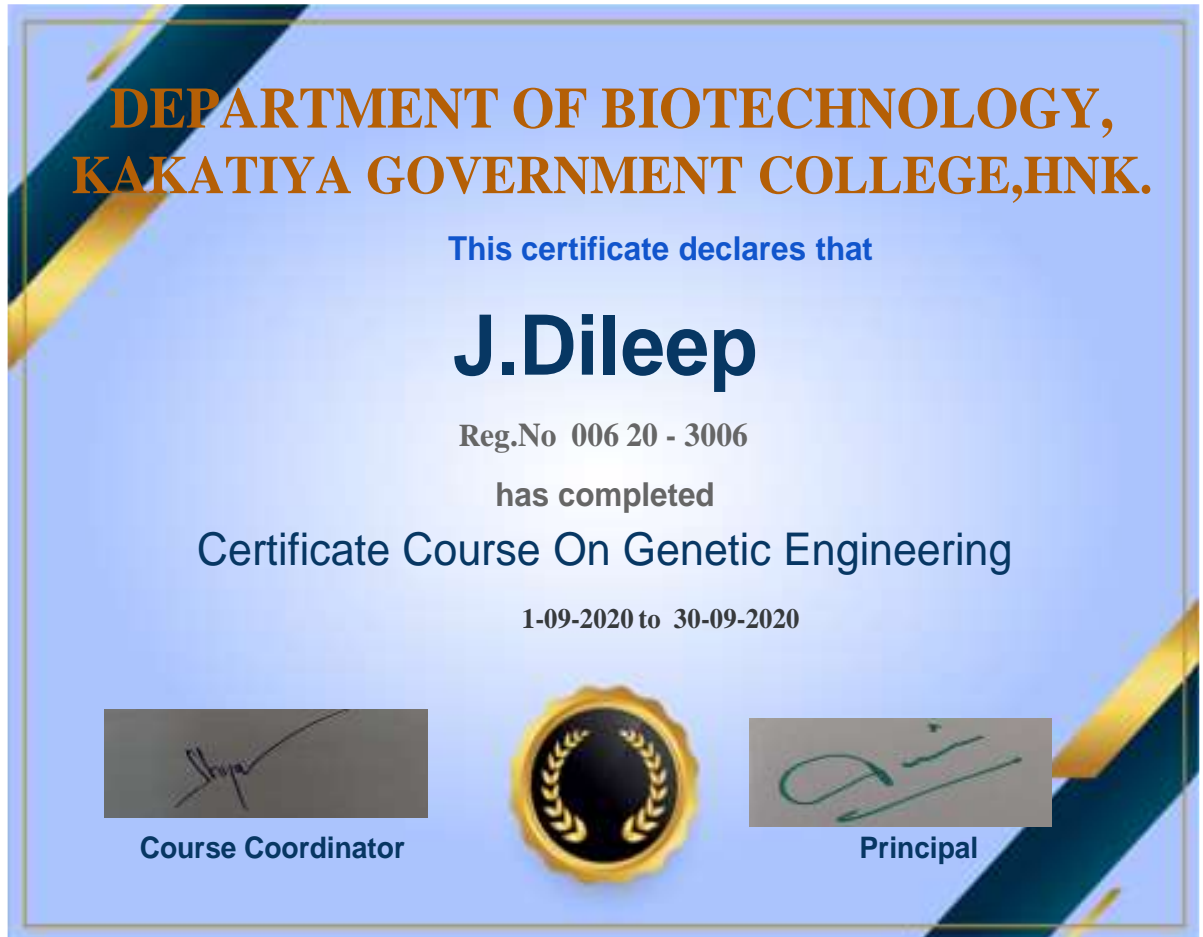 DEPARTMENT OF BIOTECHNOLOGY,
KAKATIYA GOVERNMENT COLLEGE,HNK.
This certificate declares that
J.Dileep
Reg.No 006 20 - 3006
has completed
Certificate Course On Genetic Engineering
1-09-2020 to 30-09-2020
Course Coordinator
Principal